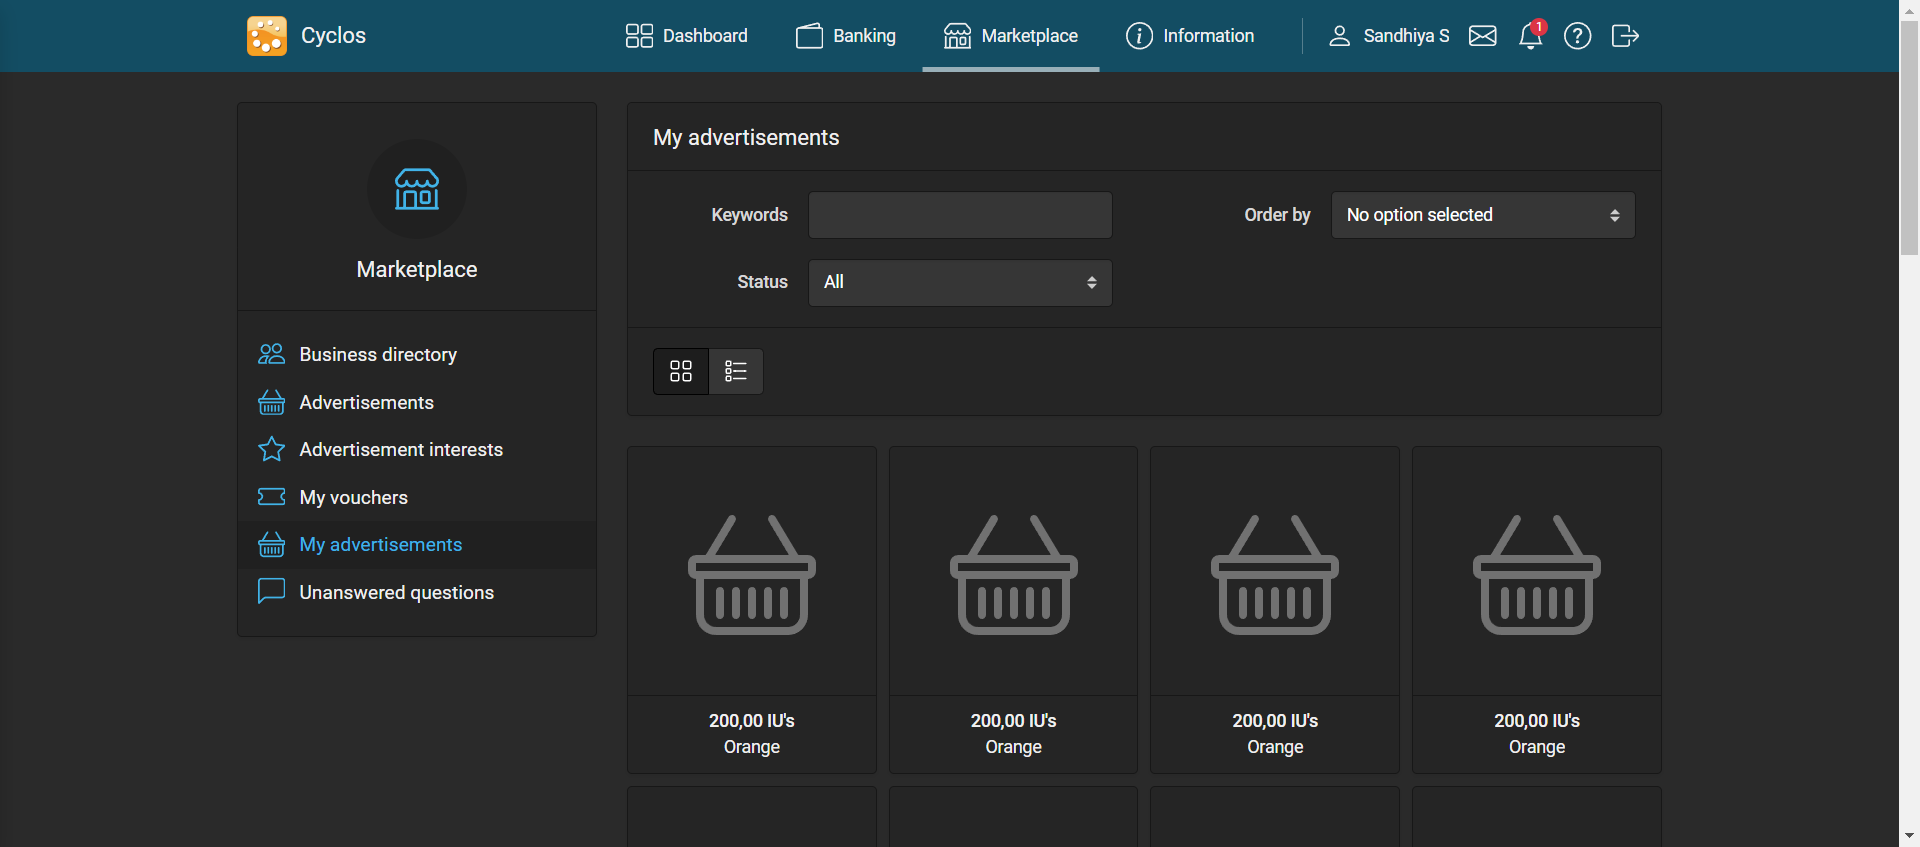 Cyclos
Dashboard
Banking
Marketplace
Information
Sandhiya S
1
Marketplace
Business directory
Advertisements
Advertisement interests
My vouchers
My advertisements
Unanswered questions
My advertisements
Keywords
Order by
No option selected
Status
All
200,00 IU's
Orange
200,00 IU's
Orange
200,00 IU's
Orange
200,00 IU's
Orange